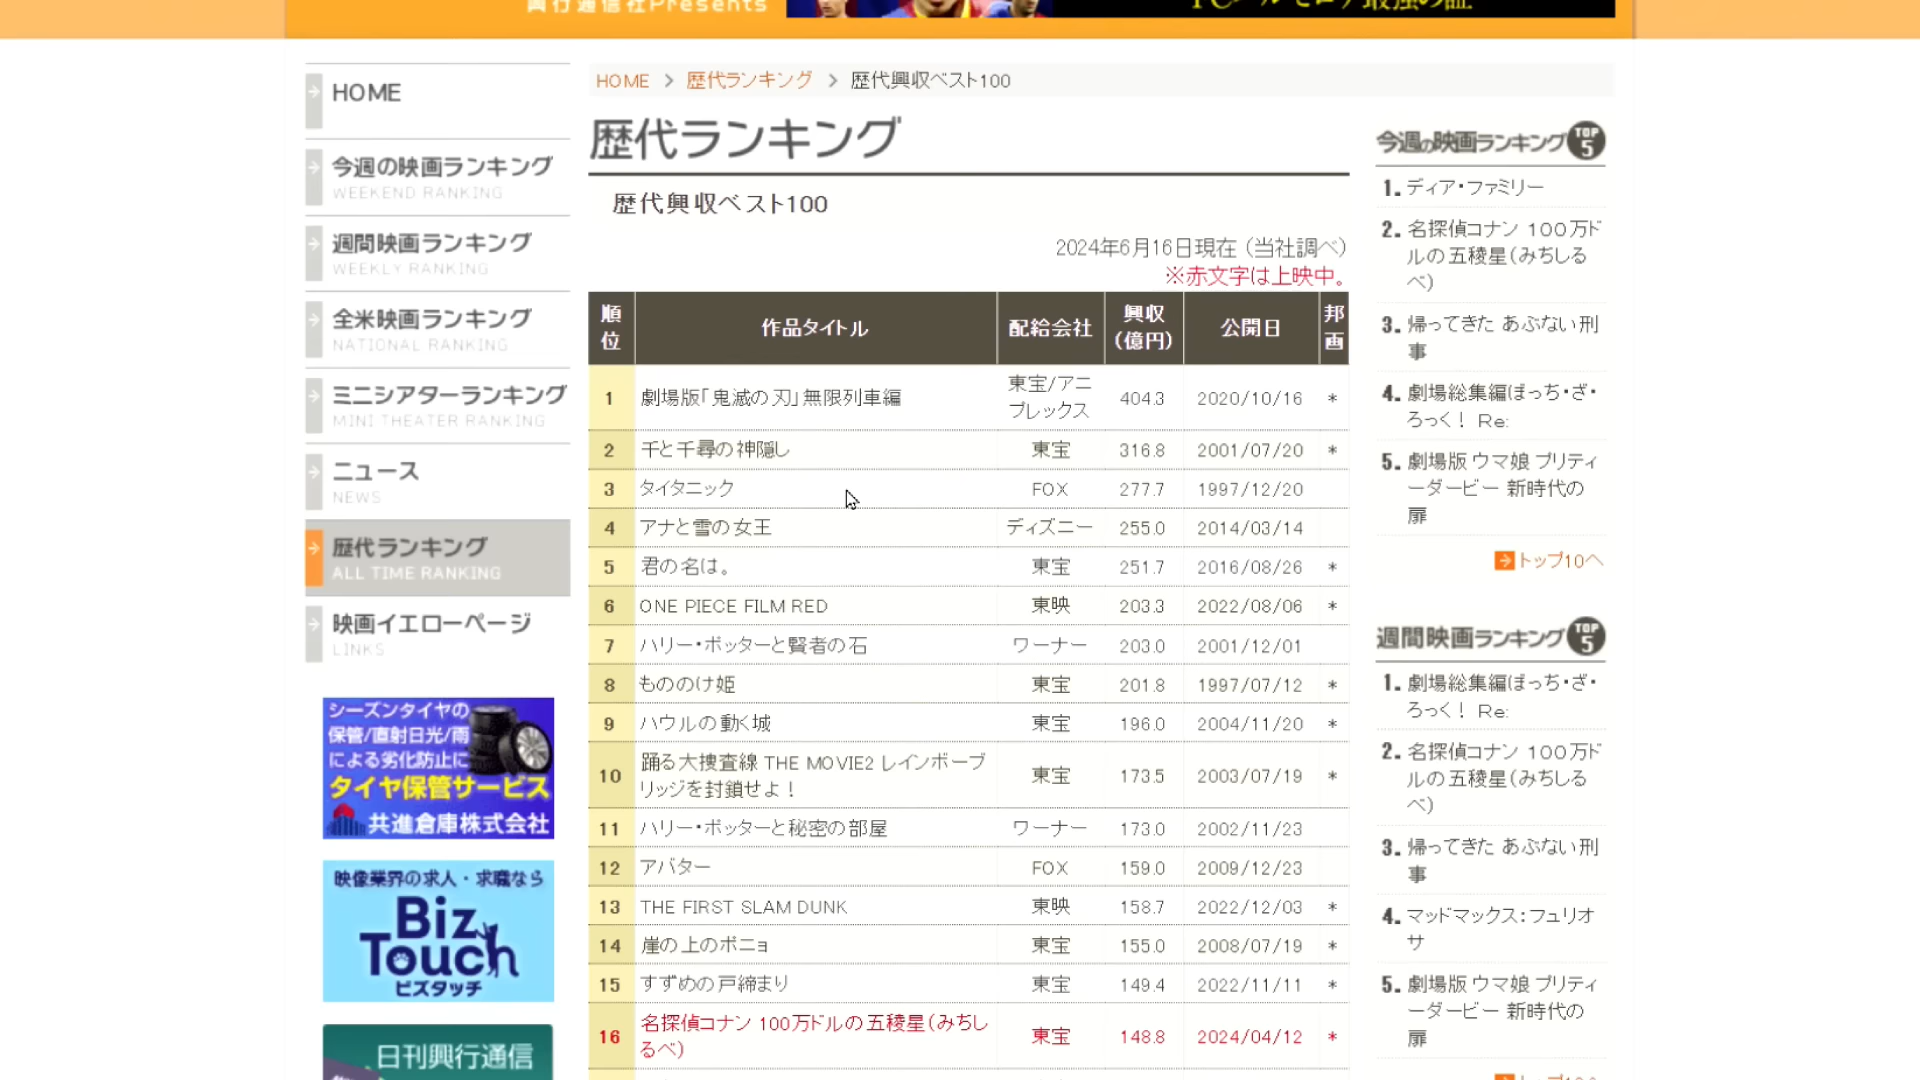 興行通信社Presents
HOME
今週の映画ランキング
WEEKEND RANKING
週間映画ランキング
WEEKLY RANKING
全米映画ランキング
NATIONAL RANKING
ミニシアターランキング
MINI THEATER RANKING
ニュース
NEWS
歴代ランキング
ALL TIME RANKING
映画イエローページ
LINKS
シーズンタイヤの
保管/直射日光/雨
による劣化防止に
タイヤ保管サービス
共進倉庫株式会社
映像業界の求人・求職なら
Biz
Touch
ビズタッチ
日刊興行通信
HOME > 歴代ランキング > 歴代興収ベスト100
歴代ランキング
歴代興収ベスト100
2024年6月16日現在（当社調べ）
※赤文字は上映中。
順位 作品タイトル 配給会社 興収(億円) 公開日 邦画
1 劇場版「鬼滅の刃」無限列車編 東宝/アニプレックス 404.3 2020/10/16 *
2 千と千尋の神隠し 東宝 316.8 2001/07/20 *
3 タイタニック FOX 277.7 1997/12/20
4 アナと雪の女王 ディズニー 255.0 2014/03/14
5 君の名は。 東宝 251.7 2016/08/26 *
6 ONE PIECE FILM RED 東映 203.3 2022/08/06 *
7 ハリー・ポッターと賢者の石 ワーナー 203.0 2001/12/01
8 もののけ姫 東宝 201.8 1997/07/12 *
9 ハウルの動く城 東宝 196.0 2004/11/20 *
10 踊る大捜査線 THE MOVIE2 レインボーブリッジを封鎖せよ！ 東宝 173.5 2003/07/19 *
11 ハリー・ポッターと秘密の部屋 ワーナー 173.0 2002/11/23
12 アバター FOX 159.0 2009/12/23
13 THE FIRST SLAM DUNK 東映 158.7 2022/12/03 *
14 崖の上のポニョ 東宝 155.0 2008/07/19 *
15 すずめの戸締まり 東宝 149.4 2022/11/11 *
16 名探偵コナン 100万ドルの五稜星（みちしるべ） 東宝 148.8 2024/04/12 *
今週の映画ランキング TOP 5
1. ディア・ファミリー
2. 名探偵コナン 100万ド
ルの五稜星（みちしる
べ）
3. 帰ってきた あぶない刑
事
4. 劇場総集編ぼっち・ざ・
ろっく！ Re:
5. 劇場版 ウマ娘 プリティ
ーダービー 新時代の
扉
トップ10へ
週間映画ランキング TOP 5
1. 劇場総集編ぼっち・ざ・
ろっく！ Re:
2. 名探偵コナン 100万ド
ルの五稜星（みちしる
べ）
3. 帰ってきた あぶない刑
事
4. マッドマックス：フュリオ
サ
5. 劇場版 ウマ娘 プリティ
ーダービー 新時代の
扉